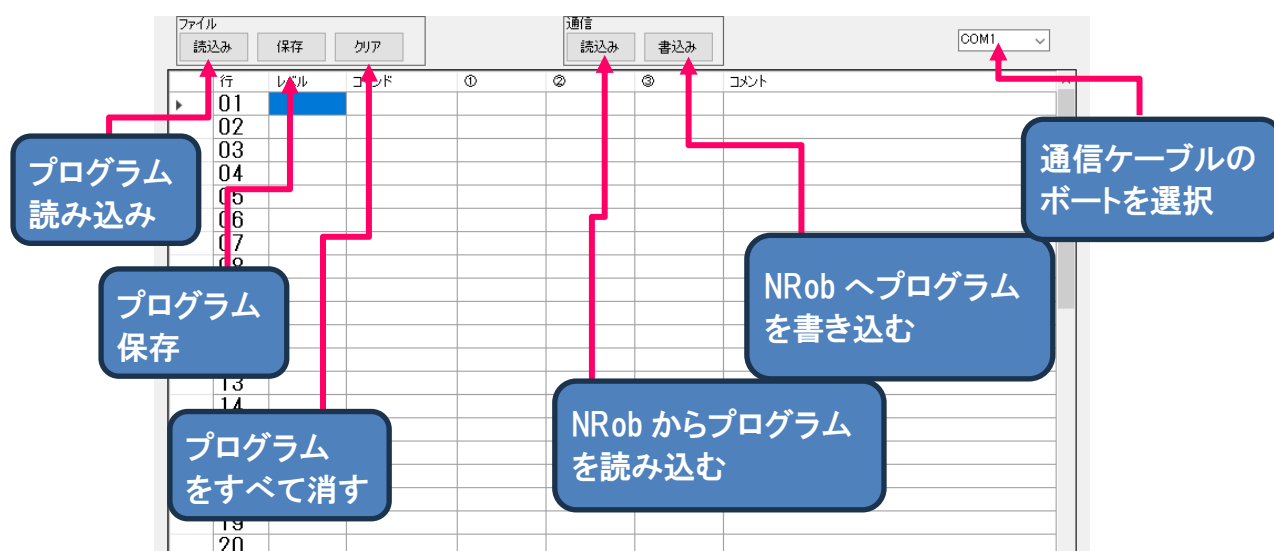 ファイル
読込み 保存 クリア
通信
読込み 書込み
COM1
行 レベル コマンド ① ② ③ コメント
01
02
03
04
05
06
07
08
13
14
19
20
プログラム
読み込み
プログラム
保存
プログラム
をすべて消す
NRob からプログラム
を読み込む
NRob へプログラム
を書き込む
通信ケーブルの
ボートを選択